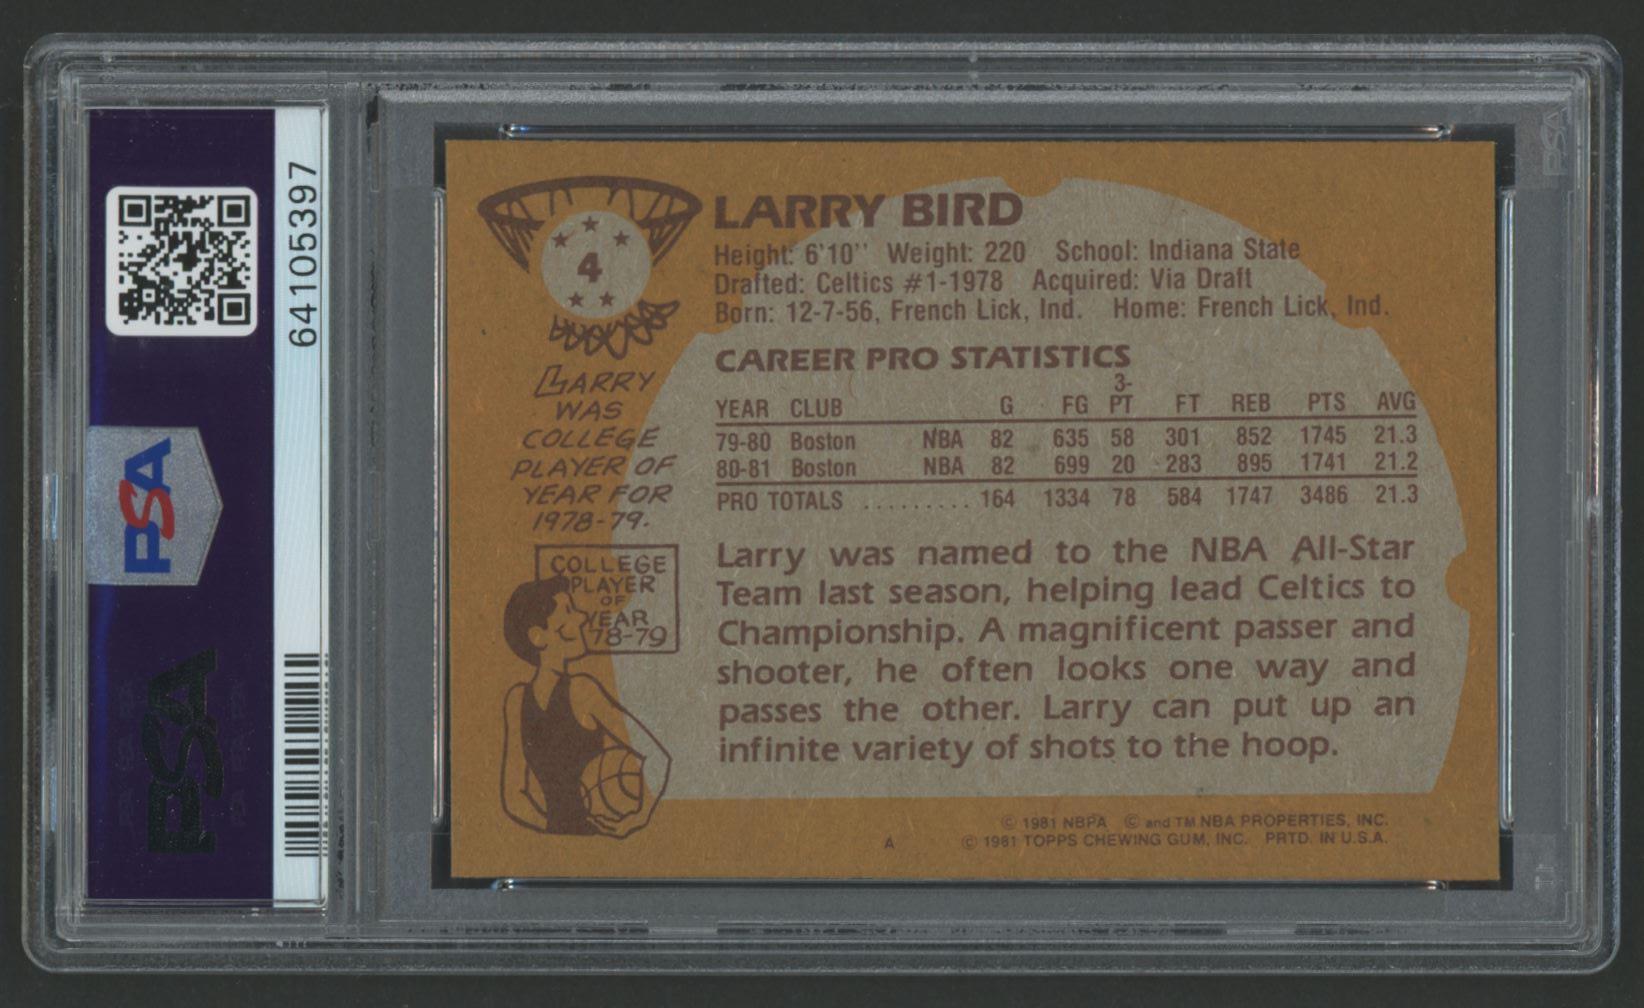 PSA
64105397
PSA
4
LARRY BIRD
Height: 6'10'' Weight: 220 School: Indiana State
Drafted: Celtics #1-1978 Acquired: Via Draft
Born: 12-7-56, French Lick, Ind. Home: French Lick, Ind.
LARRY
WAS
COLLEGE
PLAYER OF
YEAR FOR
1978-79.
COLLEGE
PLAYER
OF
YEAR
78-79
CAREER PRO STATISTICS
YEAR CLUB G FG 3-PT FT REB PTS AVG
79-80 Boston NBA 82 635 58 301 852 1745 21.3
80-81 Boston NBA 82 699 20 283 895 1741 21.2
PRO TOTALS ......... 164 1334 78 584 1747 3486 21.3
Larry was named to the NBA All-Star
Team last season, helping lead Celtics to
Championship. A magnificent passer and
shooter, he often looks one way and
passes the other. Larry can put up an
infinite variety of shots to the hoop.
© 1981 NBPA © and TM NBA PROPERTIES, INC.
A © 1981 TOPPS CHEWING GUM, INC. PRTD. IN U.S.A.
PSA